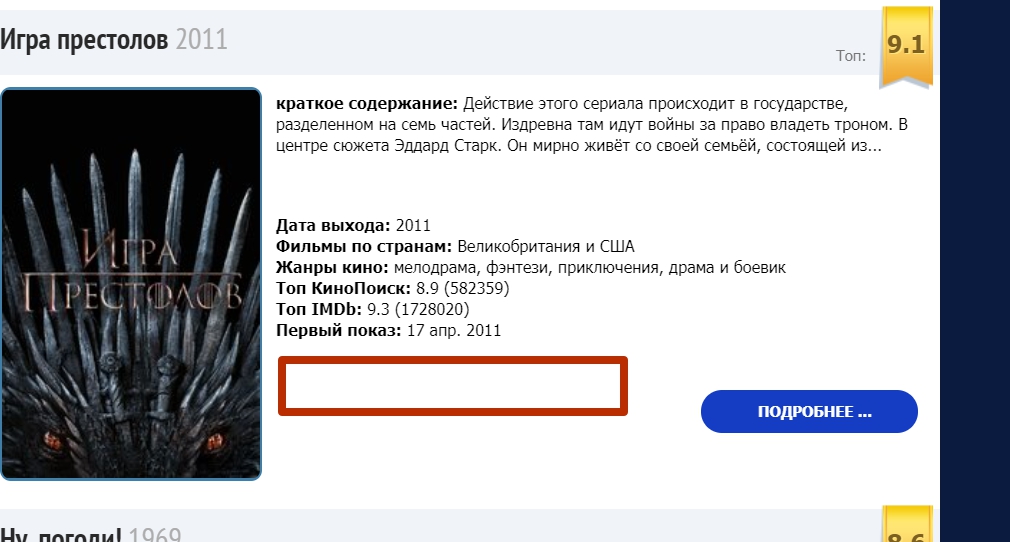 Игра престолов 2011
Топ:
9.1
краткое содержание: Действие этого сериала происходит в государстве,
разделенном на семь частей. Издревна там идут войны за право владеть троном. В
центре сюжета Эддард Старк. Он мирно живёт со своей семьёй, состоящей из...
Игра
Престолов
Дата выхода: 2011
Фильмы по странам: Великобритания и США
Жанры кино: мелодрама, фэнтези, приключения, драма и боевик
Топ КиноПоиск: 8.9 (582359)
Топ IMDb: 9.3 (1728020)
Первый показ: 17 апр. 2011
ПОДРОБНЕЕ ...
Ну, погоди! 1969
8.6